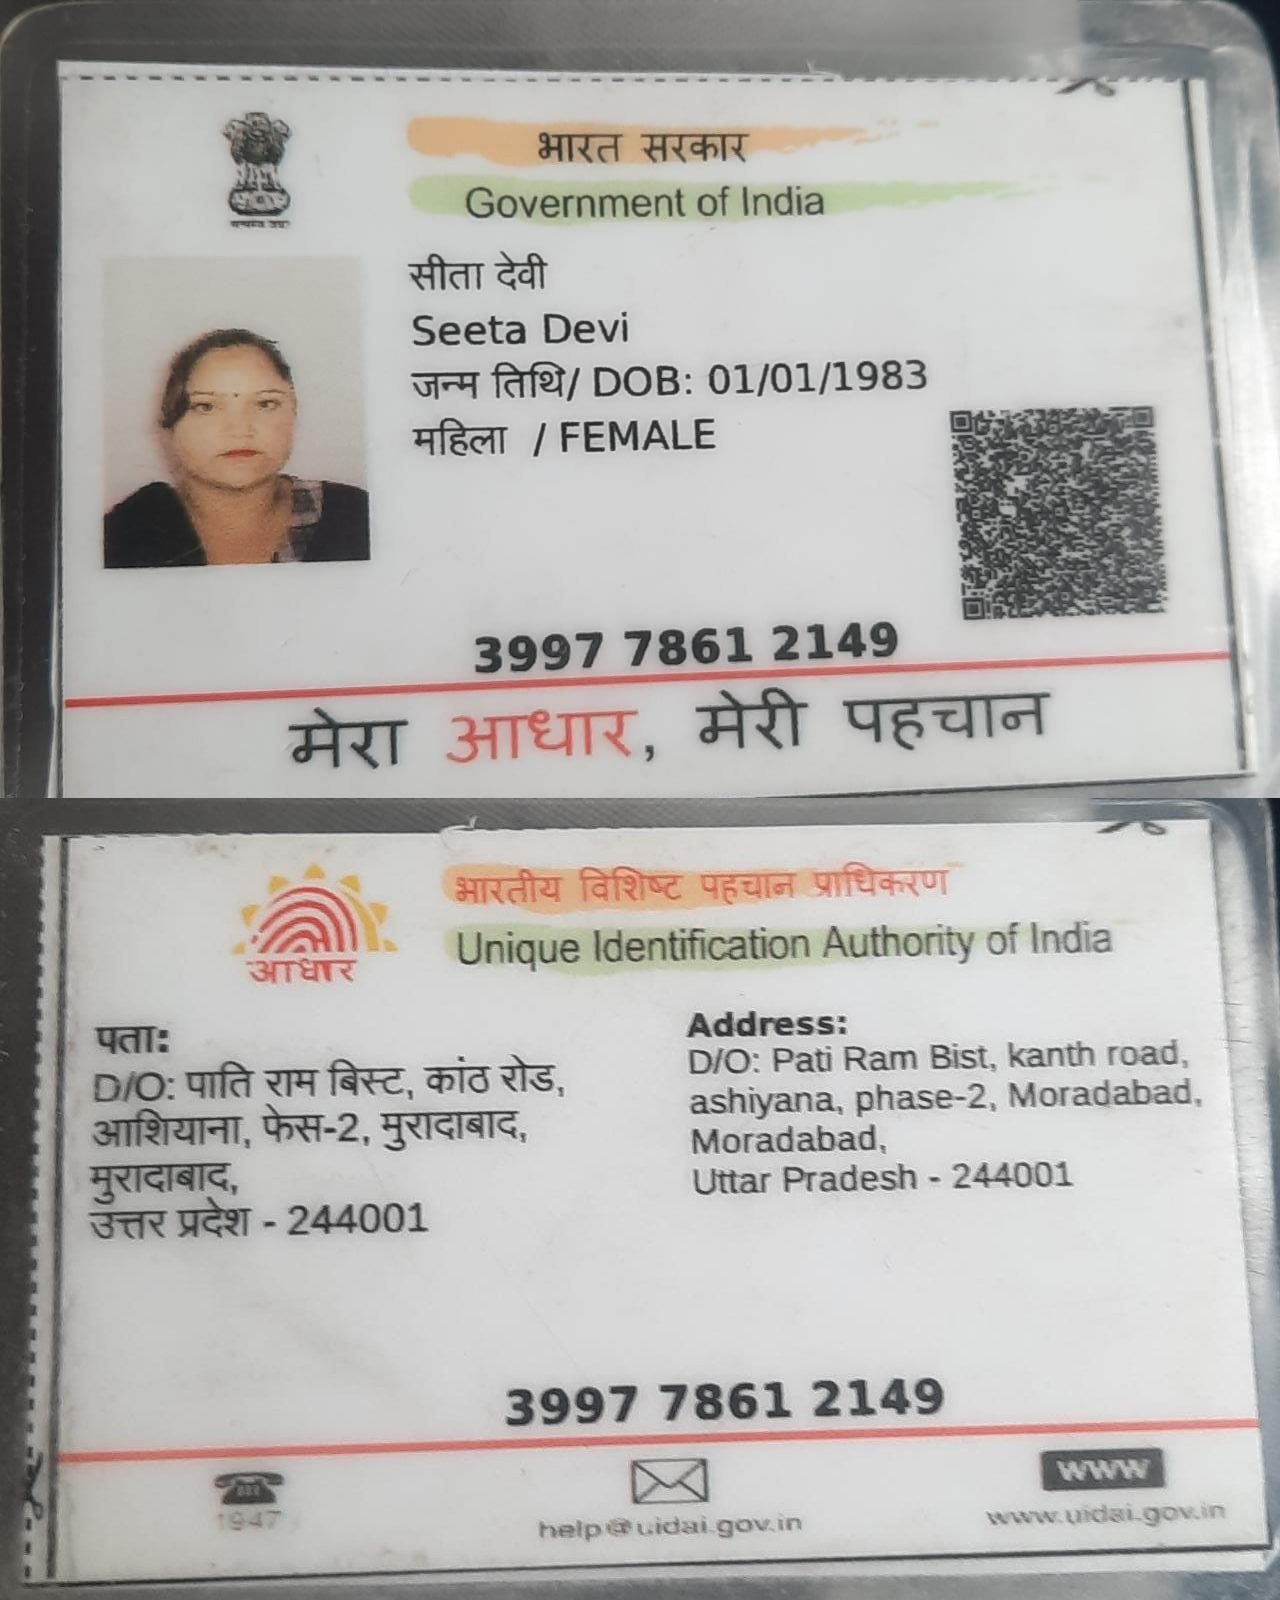 भारत सरकार
Government of India
सीता देवी
Seeta Devi
जन्म तिथि/ DOB: 01/01/1983
महिला / FEMALE
3997 7861 2149
मेरा आधार, मेरी पहचान
भारतीय विशिष्ट पहचान प्राधिकरण
Unique Identification Authority of India
आधार
पता:
D/O: पाति राम बिस्ट, कांठ रोड,
आशियाना, फेस-2, मुरादाबाद,
मुरादाबाद,
उत्तर प्रदेश - 244001
Address:
D/O: Pati Ram Bist, kanth road,
ashiyana, phase-2, Moradabad,
Moradabad,
Uttar Pradesh - 244001
3997 7861 2149
1947
help@uidai.gov.in
www
www.uidai.gov.in